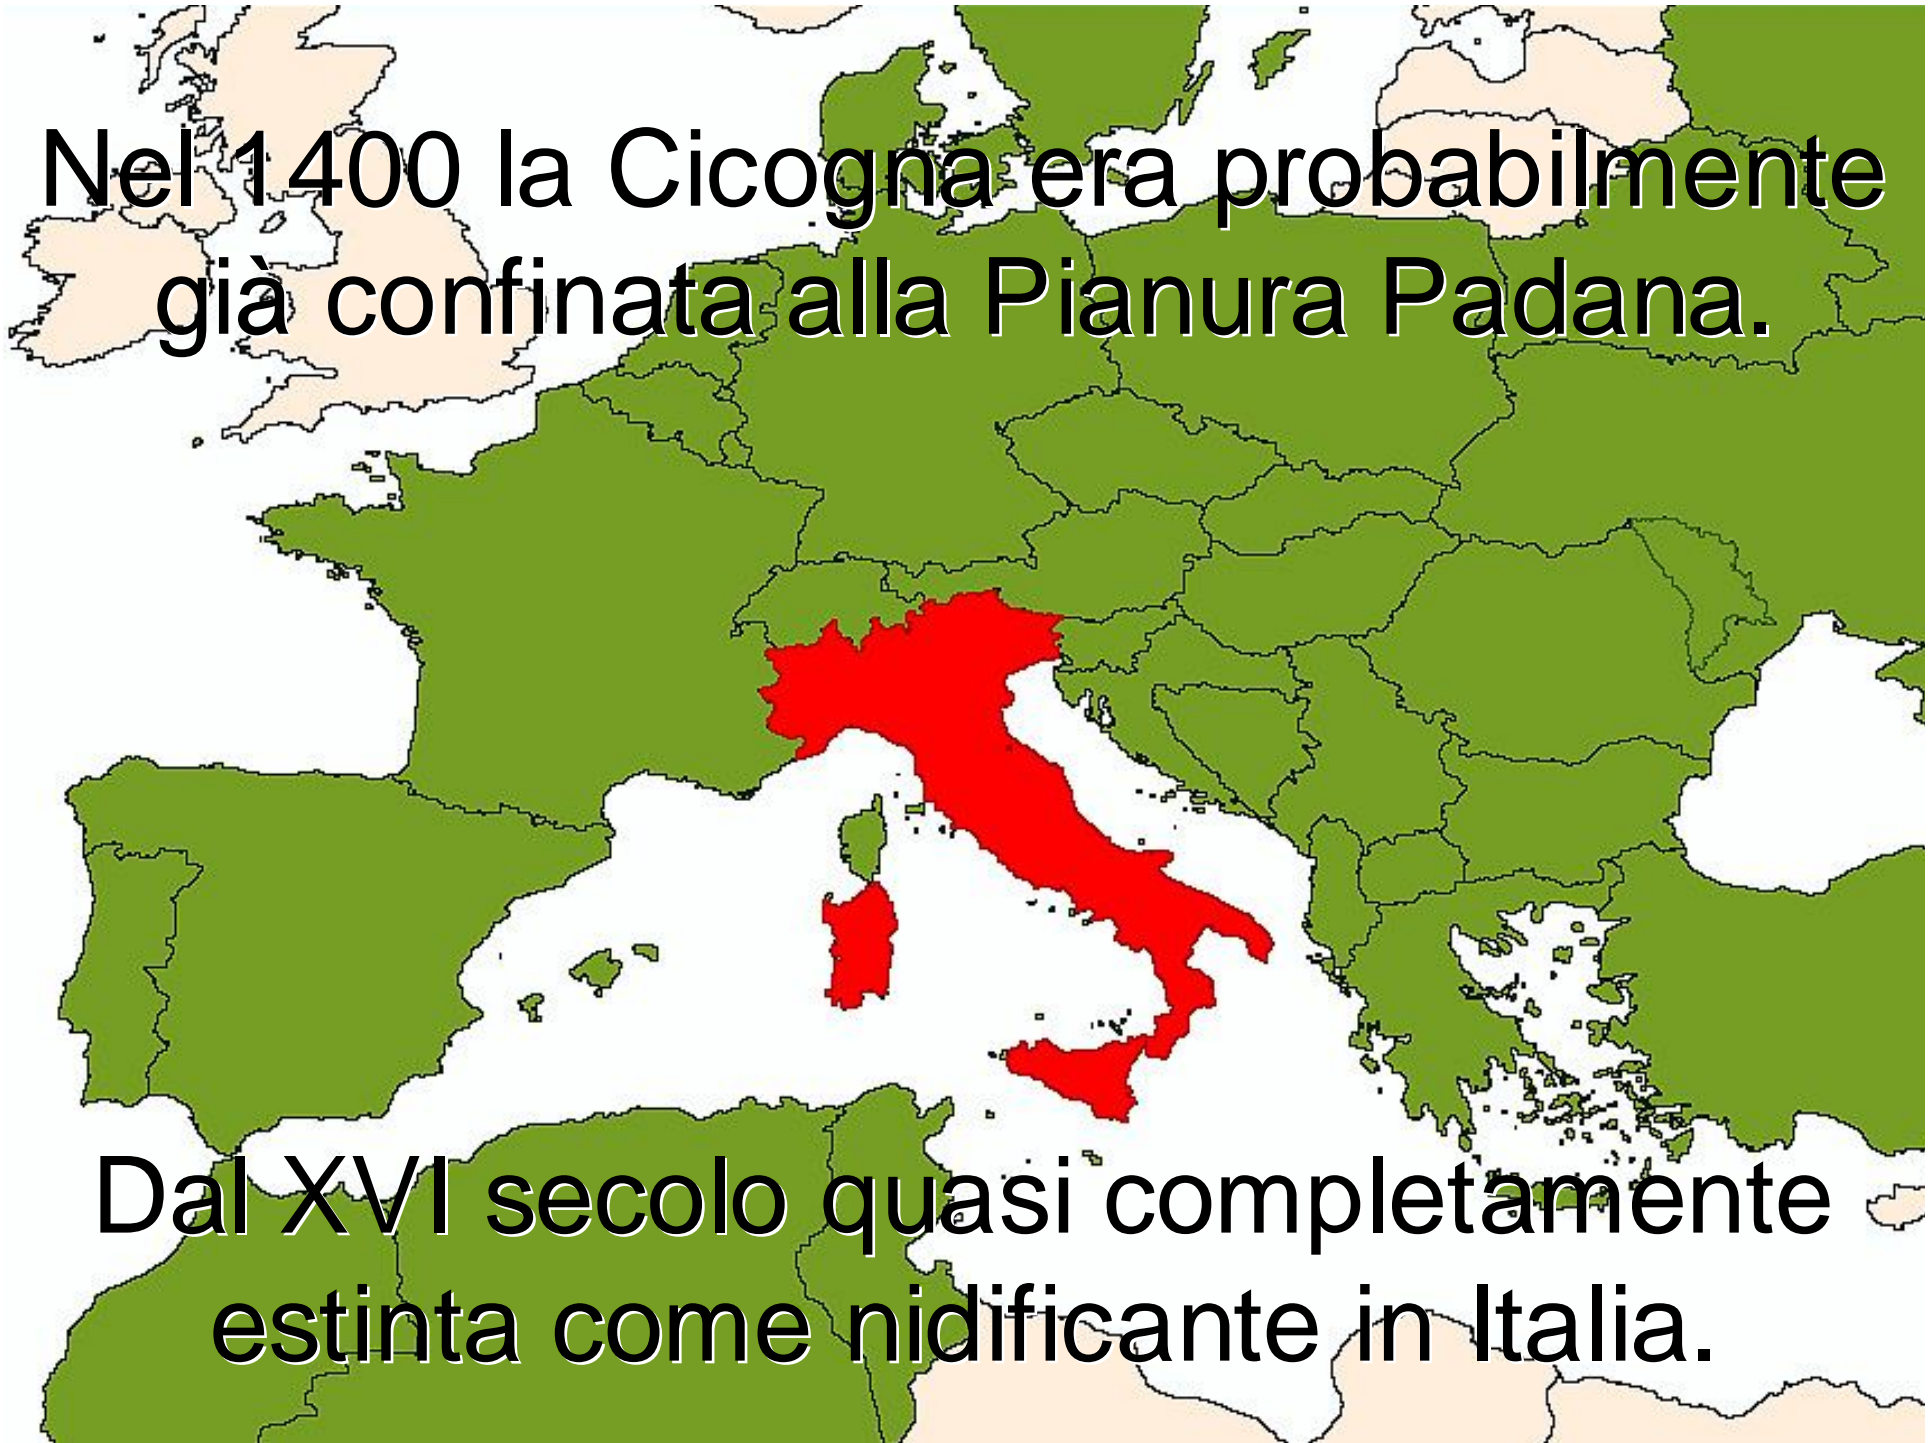 Nel 1400 la Cicogna era probabilmente
già confinata alla Pianura Padana.
Dal XVI secolo quasi completamente
estinta come nidificante in Italia.